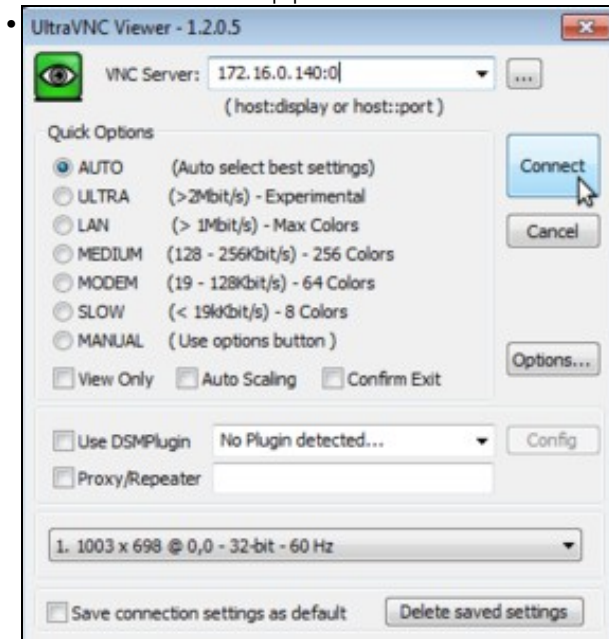 UltraVNC Viewer - 1.2.0.5
VNC Server: 172.16.0.140:0 ...
( host:display or host::port )
Quick Options
AUTO (Auto select best settings)
Connect
ULTRA (>2Mbit/s) - Experimental
LAN (> 1Mbit/s) - Max Colors
Cancel
MEDIUM (128 - 256Kbit/s) - 256 Colors
MODEM (19 - 128Kbit/s) - 64 Colors
SLOW (< 19kKbit/s) - 8 Colors
MANUAL ( Use options button )
Options...
View Only Auto Scaling Confirm Exit
Use DSMPlugin No Plugin detected... Config
Proxy/Repeater
1. 1003 x 698 @ 0,0 - 32-bit - 60 Hz
Save connection settings as default Delete saved settings